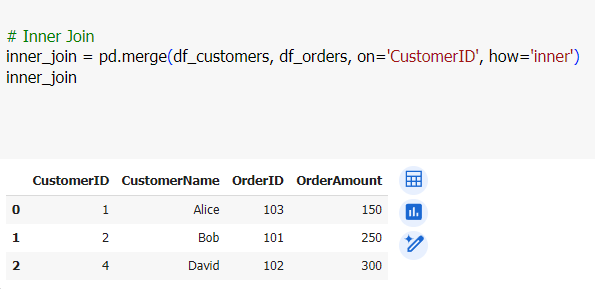 # Inner Join
inner_join = pd.merge(df_customers, df_orders, on='CustomerID', how='inner')
inner_join
CustomerID CustomerName OrderID OrderAmount
0 1 Alice 103 150
1 2 Bob 101 250
2 4 David 102 300